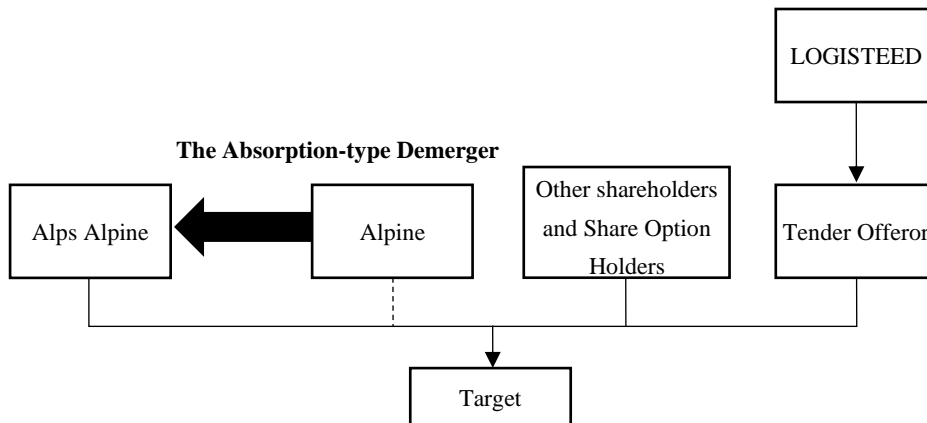 LOGISTEED
The Absorption-type Demerger
Alps Alpine
Alpine
Other shareholders
and Share Option
Holders
Tender Offeror
Target